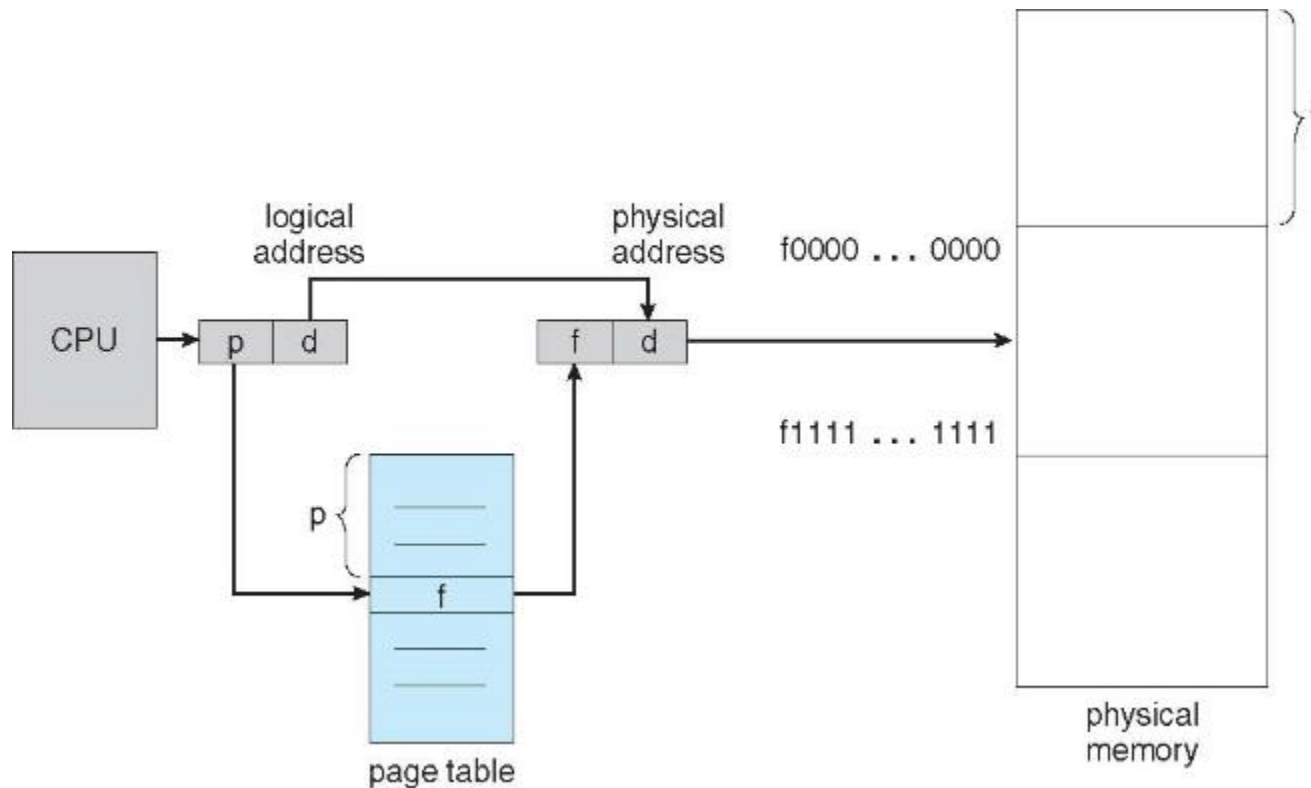 logical
address
physical
address
f0000 ... 0000
CPU
p
d
f
d
f1111 ... 1111
p
f
physical
memory
page table